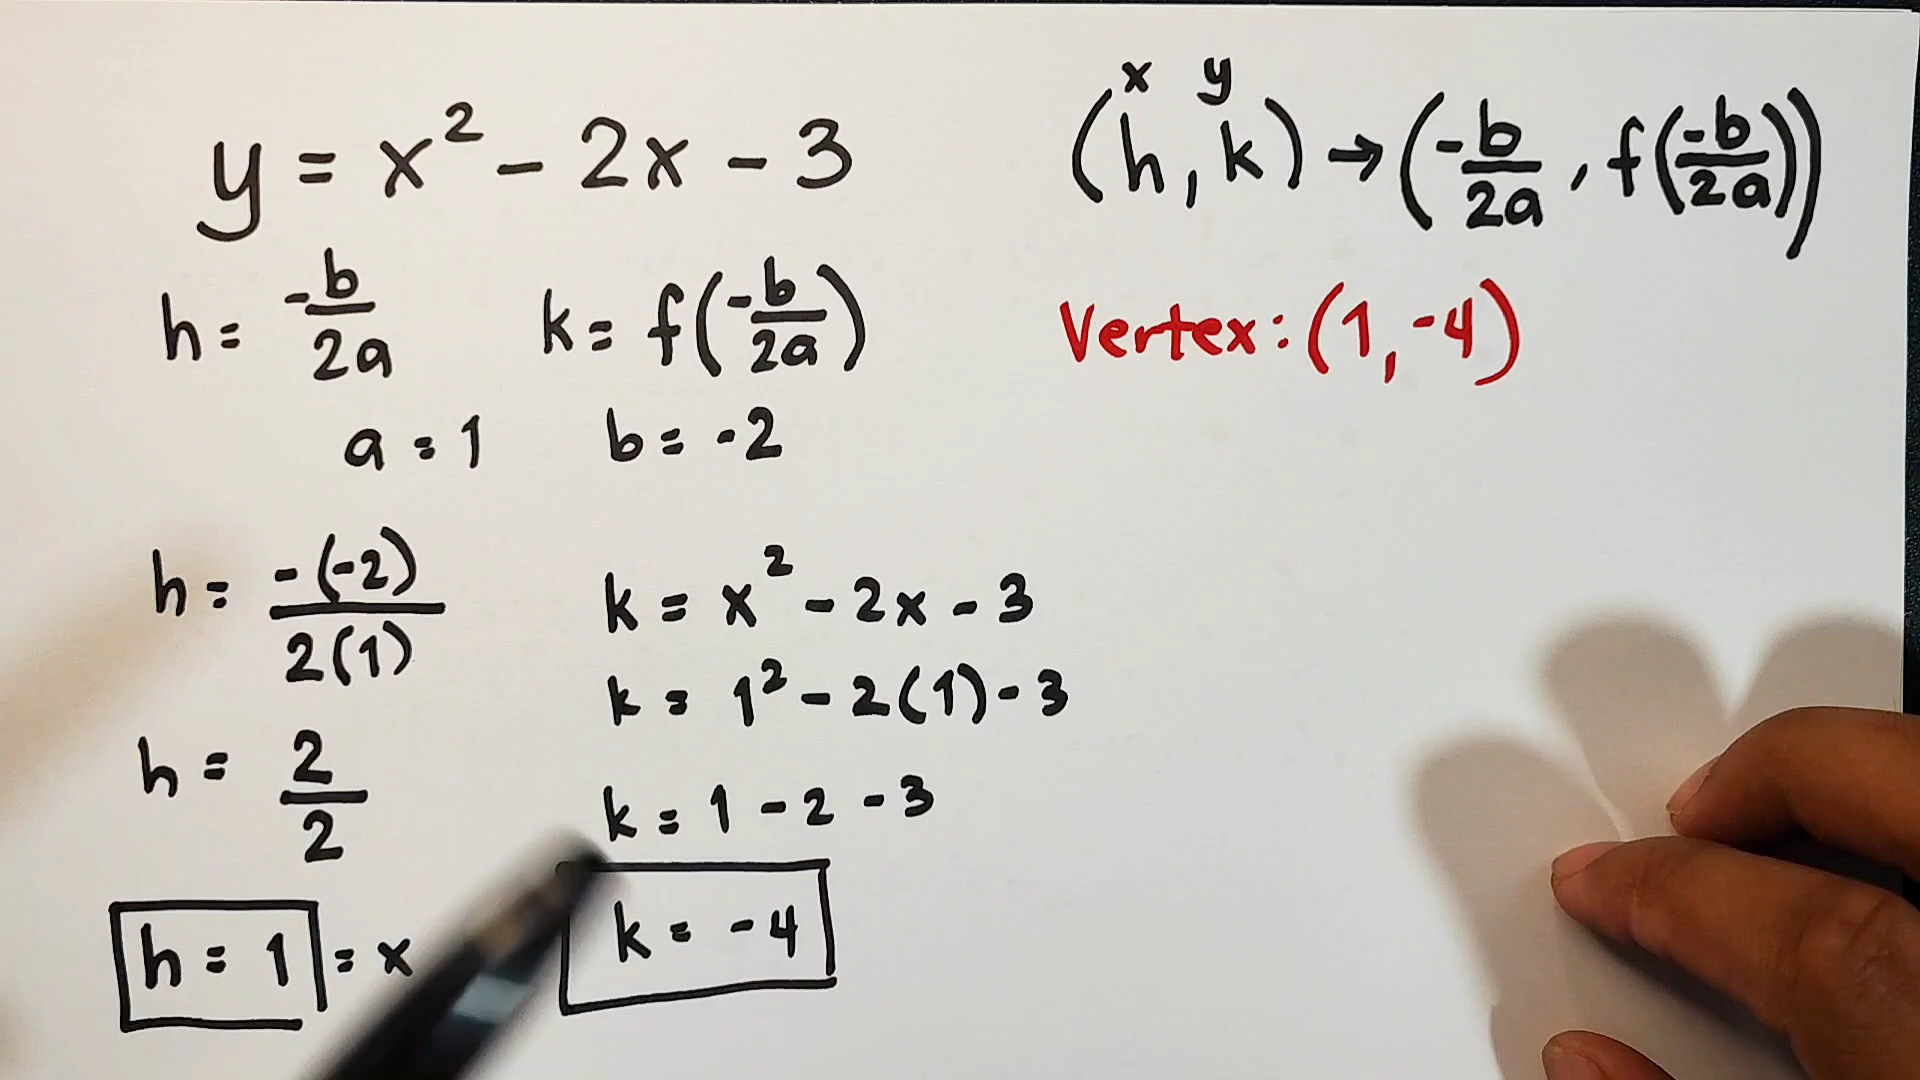 y = x² - 2x - 3
x y
(h, k) → (-b/2a, f(-b/2a))
h = -b/2a k = f(-b/2a)
Vertex: (1, -4)
a = 1 b = -2
h = -(-2)/2(1)
k = x² - 2x - 3
k = 1² - 2(1) - 3
h = 2/2
k = 1 - 2 - 3
h = 1 = x
k = -4